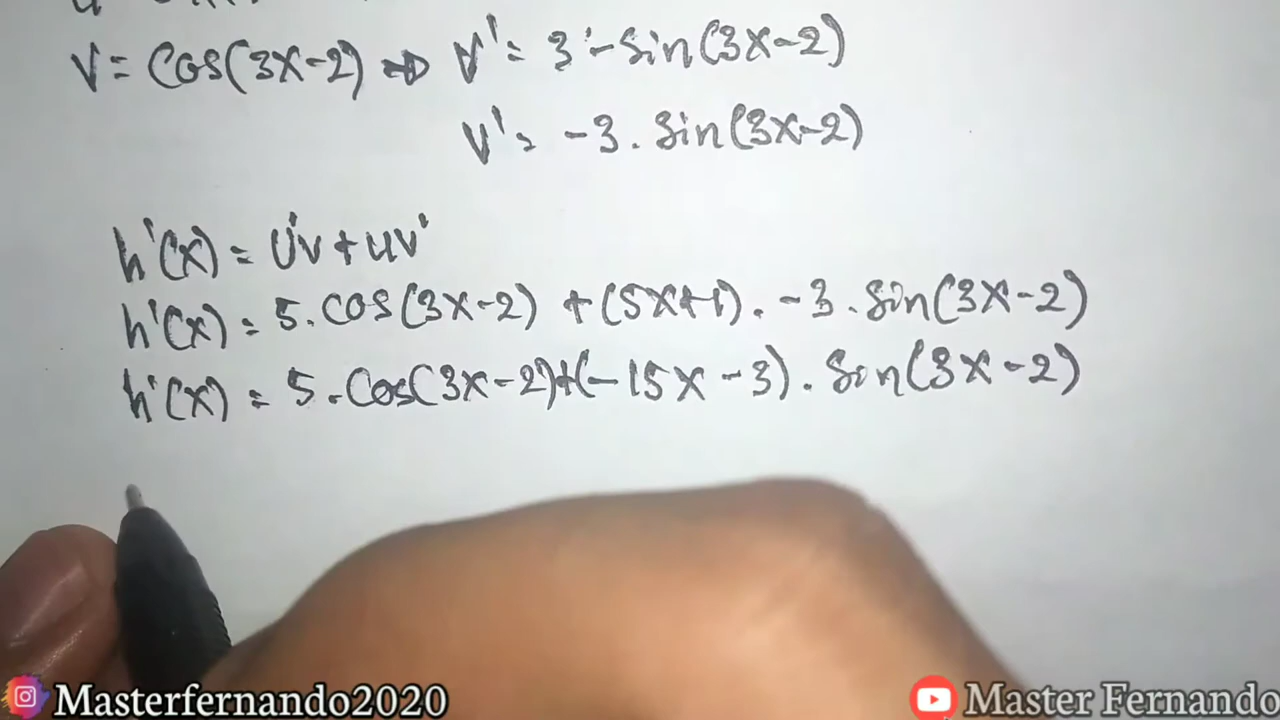 V = Cos(3x-2) ⇒ V' = 3·-Sin(3x-2)
V' = -3. Sin(3x-2)
h'(x) = u'v + uv'
h'(x) = 5. cos(3x-2) + (5x+1). -3. Sin(3x-2)
h'(x) = 5. Cos(3x-2)+(-15x-3). Sin(3x-2)
Masterfernando2020
Master Fernando